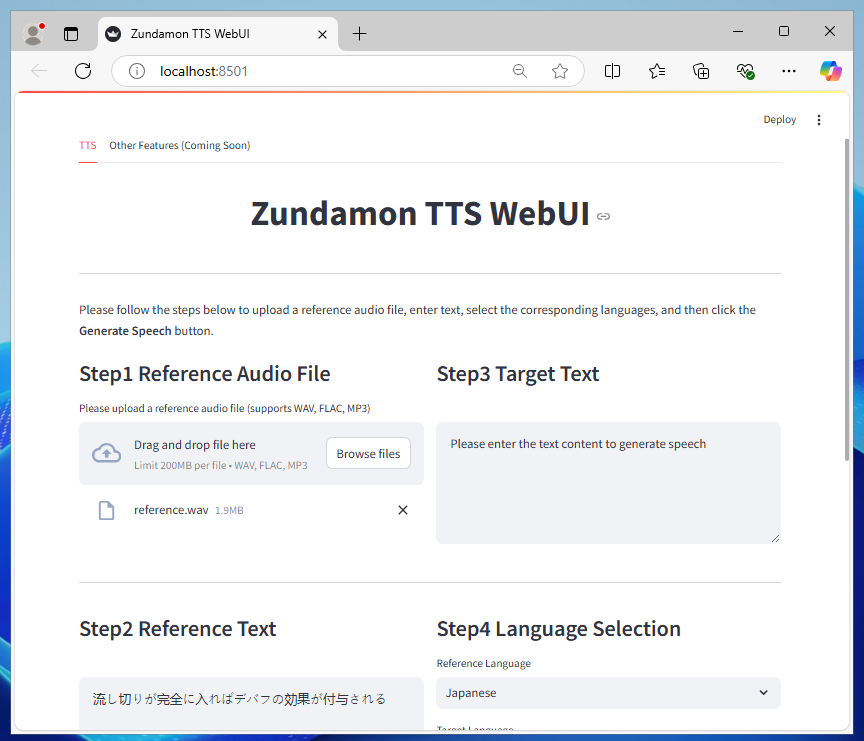 Zundamon TTS WebUI
localhost:8501
Deploy
TTS
Other Features (Coming Soon)
Zundamon TTS WebUI
Please follow the steps below to upload a reference audio file, enter text, select the corresponding languages, and then click the
Generate Speech button.
Step1 Reference Audio File
Please upload a reference audio file (supports WAV, FLAC, MP3)
Drag and drop file here
Limit 200MB per file • WAV, FLAC, MP3
Browse files
reference.wav 1.9MB
Step3 Target Text
Please enter the text content to generate speech
Step2 Reference Text
流し切りが完全に入ればデバフの効果が付与される
Step4 Language Selection
Reference Language
Japanese
Target Language